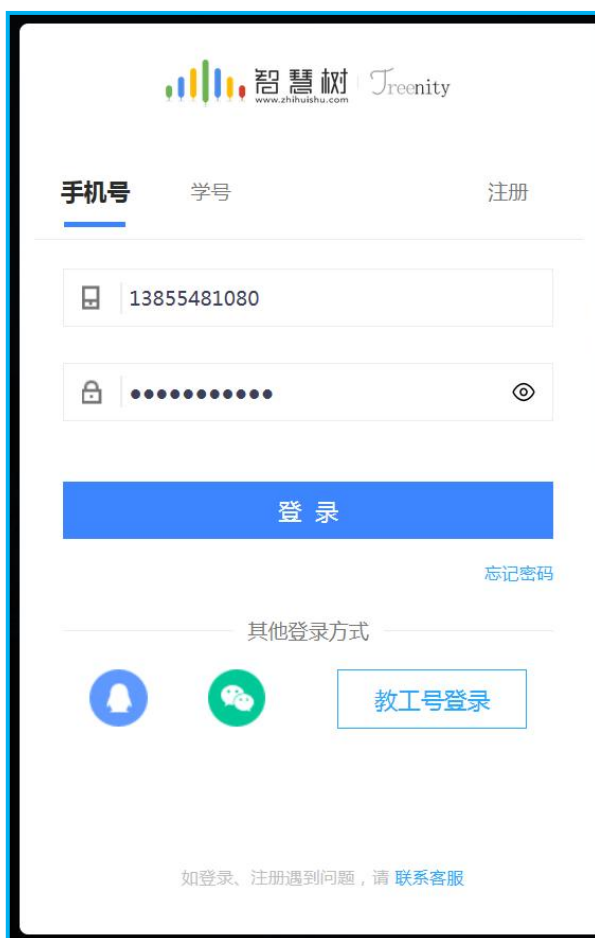 智慧树 Treenity
www.zhihuishu.com
手机号 学号 注册
13855481080
●●●●●●●●●●●
登录
忘记密码
其他登录方式
教工号登录
如登录、注册遇到问题，请 联系客服